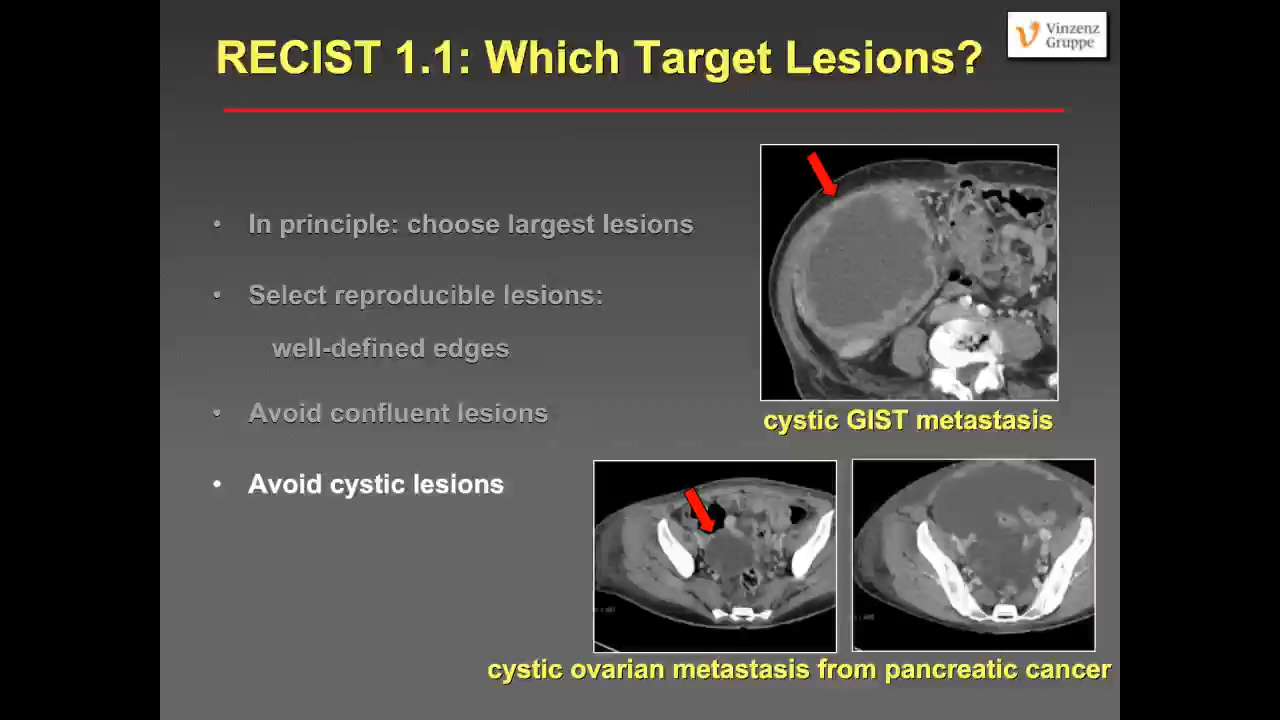 RECIST 1.1: Which Target Lesions?
Vinzenz
Gruppe
• In principle: choose largest lesions
• Select reproducible lesions:
well-defined edges
• Avoid confluent lesions
• Avoid cystic lesions
cystic GIST metastasis
cystic ovarian metastasis from pancreatic cancer